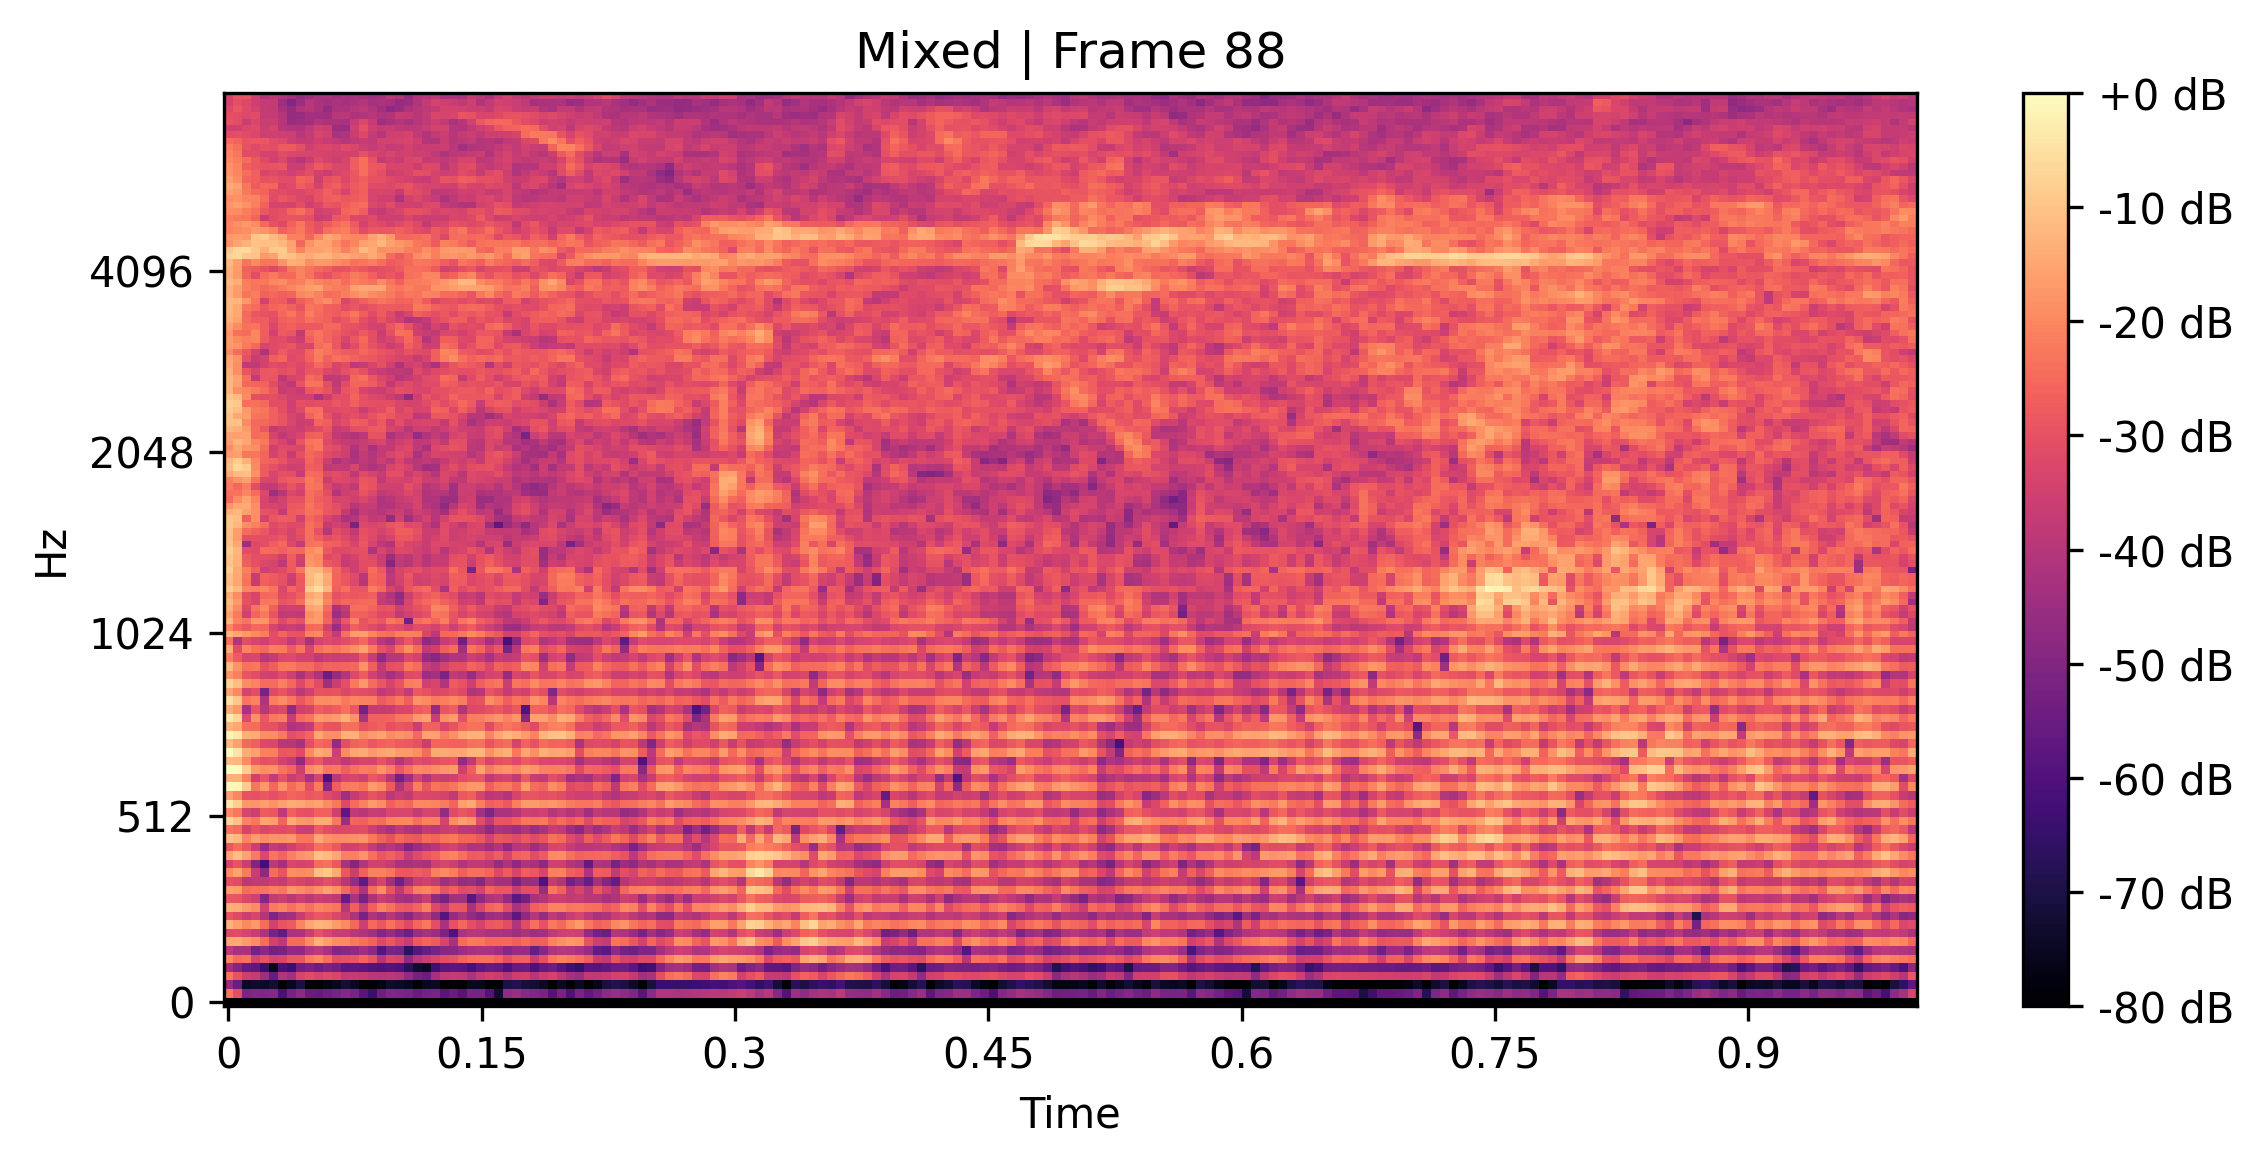 Mixed | Frame 88
+0 dB
-10 dB
-20 dB
-30 dB
-40 dB
-50 dB
-60 dB
-70 dB
-80 dB
Hz
4096
2048
1024
512
0
0 0.15 0.3 0.45 0.6 0.75 0.9
Time